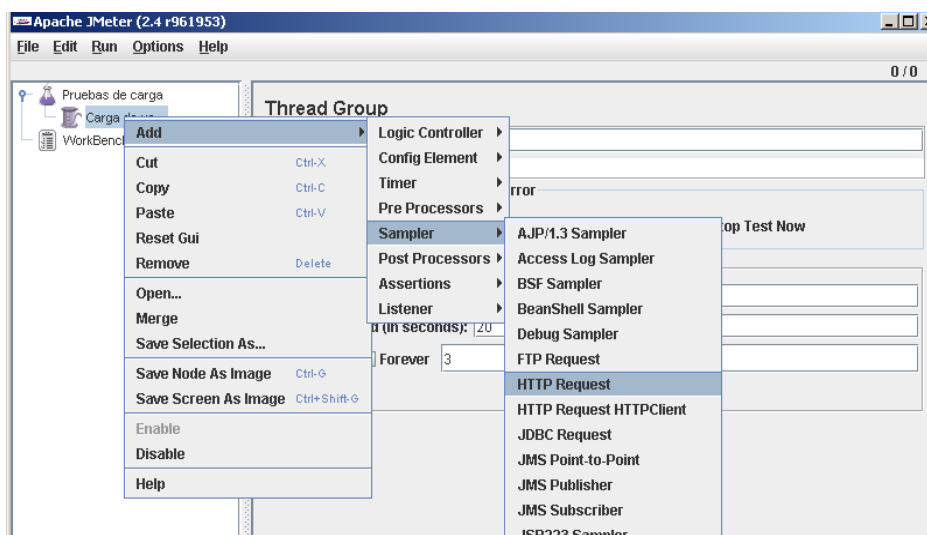 Apache JMeter (2.4 r961953)
File Edit Run Options Help
0 / 0
Pruebas de carga
Carga de
WorkBench
Thread Group
Add
Cut Ctrl-X
Copy Ctrl-C
Paste Ctrl-V
Reset Gui
Remove Delete
Open...
Merge
Save Selection As...
Save Node As Image Ctrl-G
Save Screen As Image Ctrl+Shift-G
Enable
Disable
Help
Logic Controller
Config Element
Timer
Pre Processors
Sampler
Post Processors
Assertions
Listener
AJP/1.3 Sampler
Access Log Sampler
BSF Sampler
BeanShell Sampler
Debug Sampler
FTP Request
HTTP Request
HTTP Request HTTPClient
JDBC Request
JMS Point-to-Point
JMS Publisher
JMS Subscriber
JSR223 Sampler
Test Now
(in seconds): 20
Forever 3